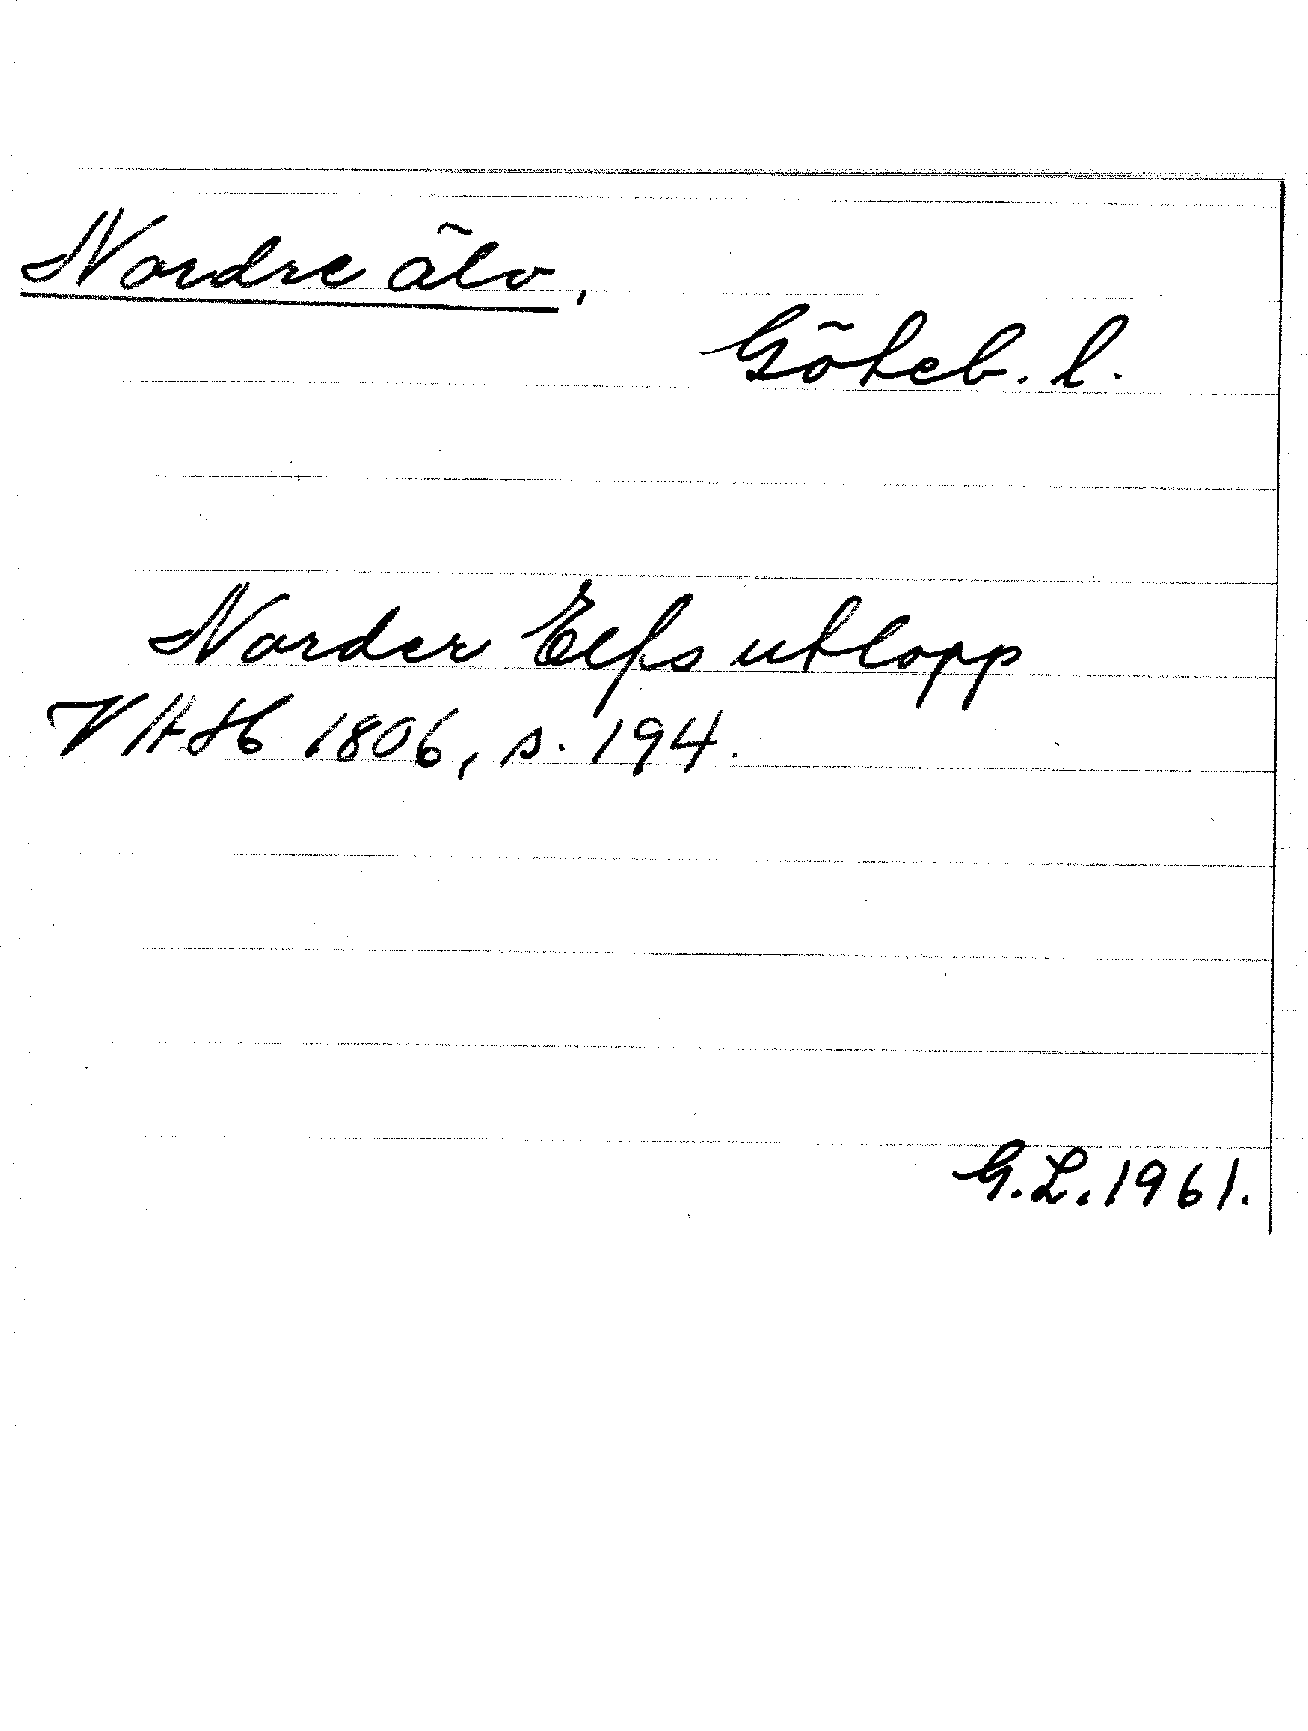 Nordre älv,
Göteb. l.
Norder Elfs utlopp
VAH 1806, s. 194.
G.L. 1961.